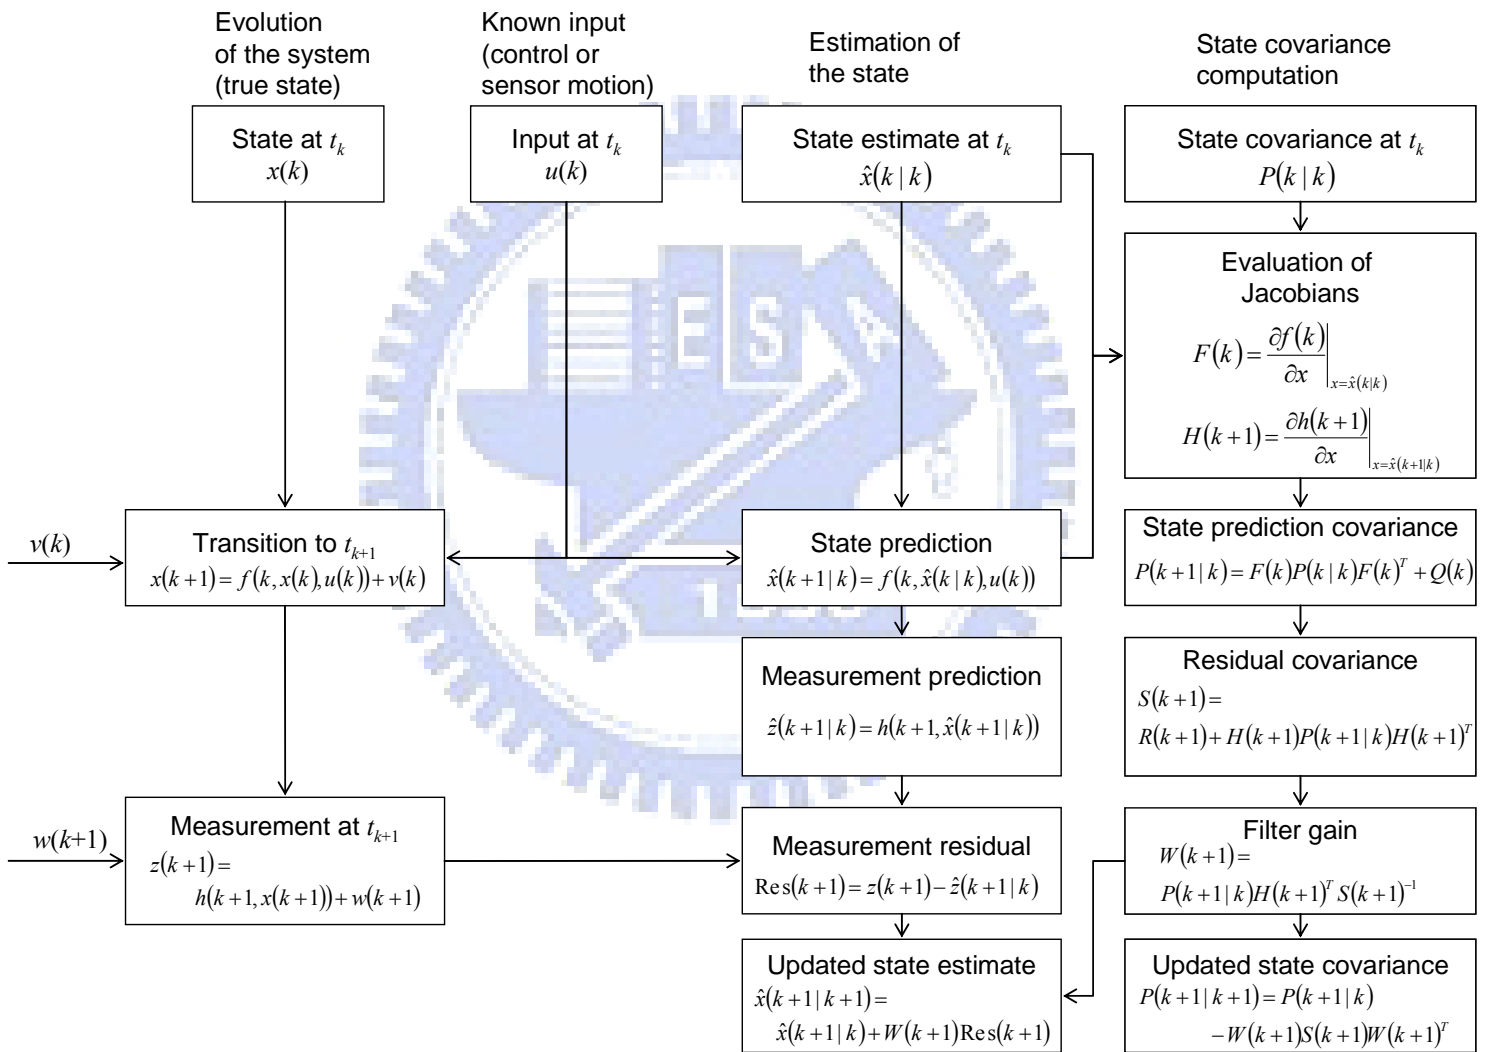 Evolution
of the system
(true state)
Known input
(control or
sensor motion)
Estimation of
the state
State covariance
computation
State at t_k
x(k)
Input at t_k
u(k)
State estimate at t_k
x̂(k | k)
State covariance at t_k
P(k | k)
Evaluation of
Jacobians
F(k) = ∂f(k)/∂x |_{x=x̂(k|k)}
H(k+1) = ∂h(k+1)/∂x |_{x=x̂(k+1|k)}
v(k)
Transition to t_{k+1}
x(k+1) = f(k, x(k), u(k)) + v(k)
State prediction
x̂(k+1 | k) = f(k, x̂(k | k), u(k))
State prediction covariance
P(k+1 | k) = F(k)P(k | k)F(k)^T + Q(k)
Measurement prediction
ẑ(k+1 | k) = h(k+1, x̂(k+1 | k))
Residual covariance
S(k+1) =
R(k+1) + H(k+1)P(k+1 | k)H(k+1)^T
w(k+1)
Measurement at t_{k+1}
z(k+1) =
h(k+1, x(k+1)) + w(k+1)
Measurement residual
Res(k+1) = z(k+1) − ẑ(k+1 | k)
Filter gain
W(k+1) =
P(k+1 | k)H(k+1)^T S(k+1)^{-1}
Updated state estimate
x̂(k+1 | k+1) =
x̂(k+1 | k) + W(k+1)Res(k+1)
Updated state covariance
P(k+1 | k+1) = P(k+1 | k)
−W(k+1)S(k+1)W(k+1)^T
E S A